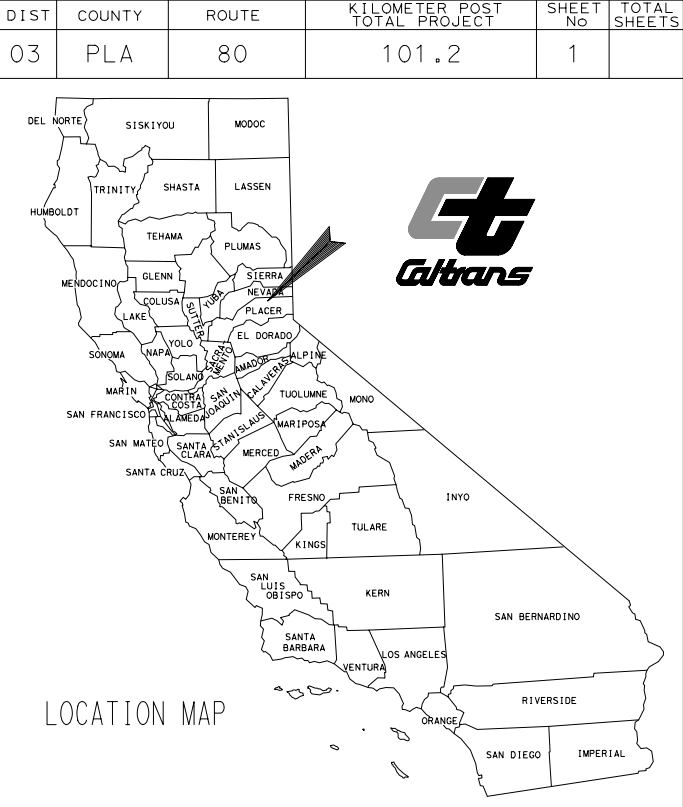 DIST COUNTY ROUTE KILOMETER POST TOTAL PROJECT SHEET No TOTAL SHEETS
03 PLA 80 101.2 1
DEL NORTE
SISKIYOU
MODOC
TRINITY
SHASTA
LASSEN
HUMBOLDT
TEHAMA
PLUMAS
Caltrans
MENDOCINO
GLENN
SIERRA
NEVADA
COLUSA
YUBA
SUTTER
PLACER
LAKE
EL DORADO
YOLO
SONOMA
NAPA
SACRA
MENTO
AMADOR
ALPINE
SOLANO
CALAVERAS
MARIN
CONTRA
COSTA
SAN
JOAQUIN
TUOLUMNE
MONO
SAN FRANCISCO
ALAMEDA
STANISLAUS
MARIPOSA
SAN MATEO
SANTA
CLARA
MERCED
MADERA
SANTA CRUZ
SAN
BENITO
FRESNO
INYO
MONTEREY
KINGS
TULARE
SAN
LUIS
OBISPO
KERN
SAN BERNARDINO
SANTA
BARBARA
VENTURA
LOS ANGELES
RIVERSIDE
LOCATION MAP
ORANGE
SAN DIEGO
IMPERIAL